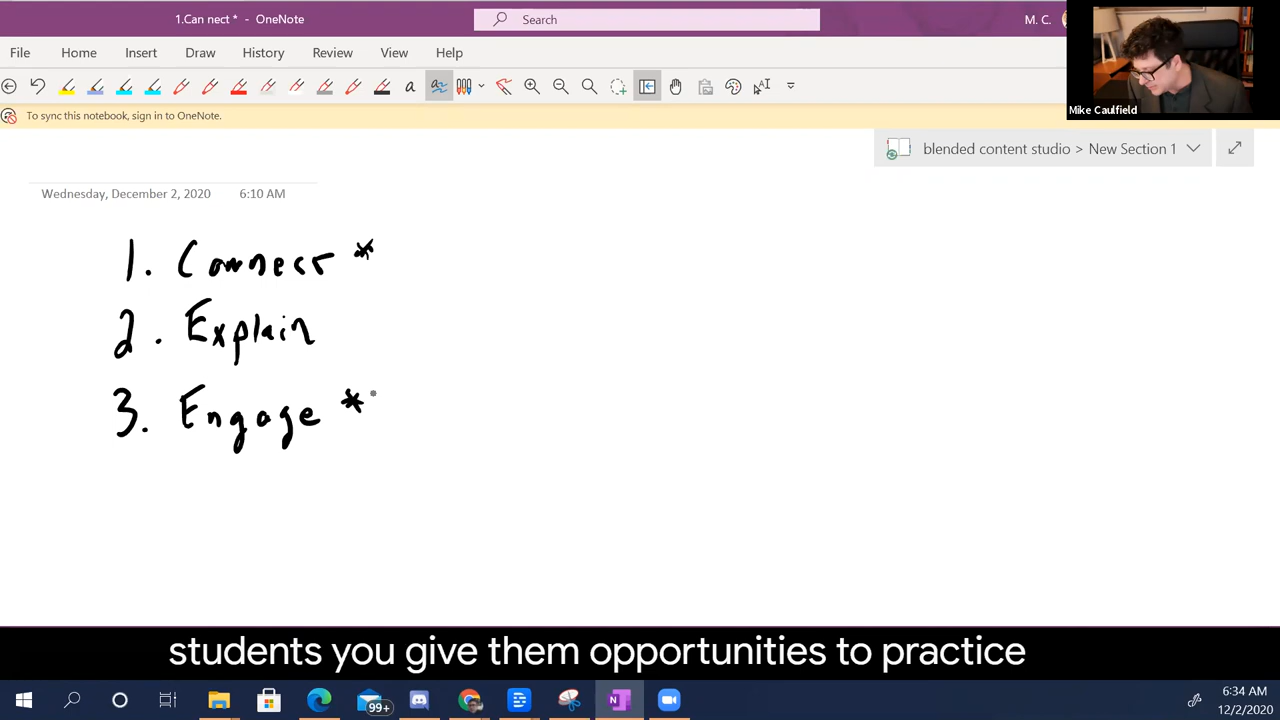 1.Can nect * - OneNote
Search
M. C.
File Home Insert Draw History Review View Help
To sync this notebook, sign in to OneNote.
Mike Caulfield
blended content studio > New Section 1
Wednesday, December 2, 2020 6:10 AM
1. Connect *
2. Explain
3. Engage *
students you give them opportunities to practice
99+
6:34 AM
12/2/2020